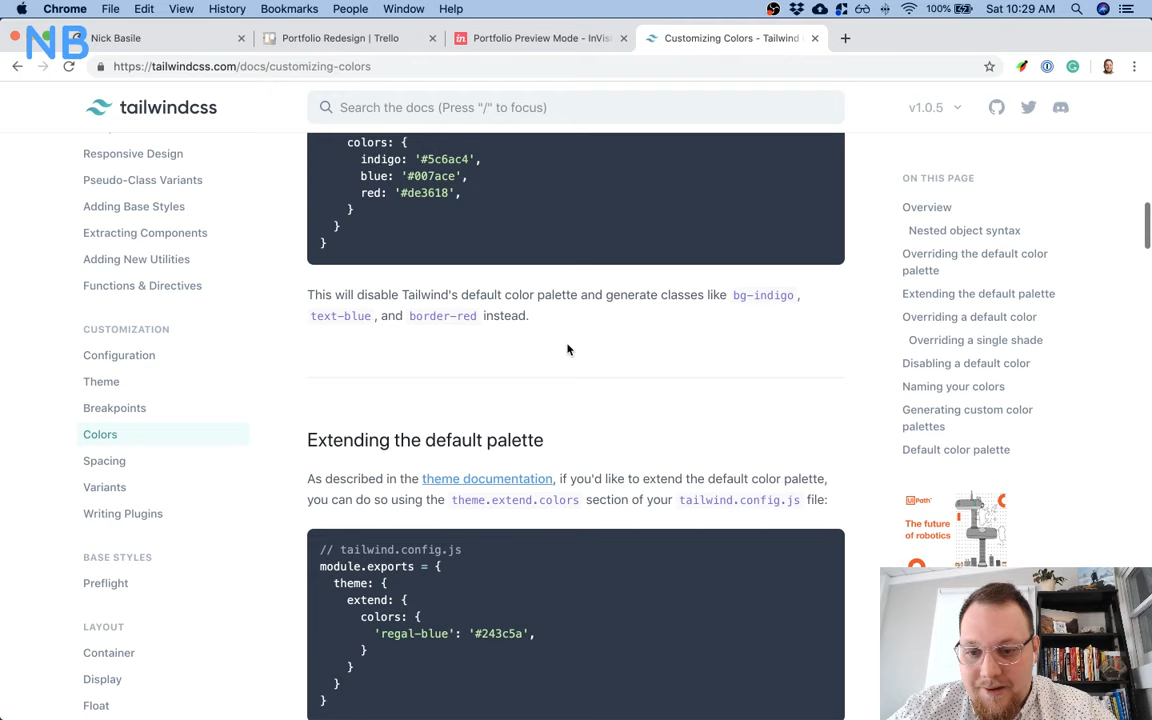 Chrome File Edit View History Bookmarks People Window Help 100% Sat 10:29 AM
NB
Nick Basile
Portfolio Redesign | Trello
Portfolio Preview Mode - InVis
Customizing Colors - Tailwind
https://tailwindcss.com/docs/customizing-colors
tailwindcss
Search the docs (Press "/" to focus)
v1.0.5
Responsive Design
Pseudo-Class Variants
Adding Base Styles
Extracting Components
Adding New Utilities
Functions & Directives
CUSTOMIZATION
Configuration
Theme
Breakpoints
Colors
Spacing
Variants
Writing Plugins
BASE STYLES
Preflight
LAYOUT
Container
Display
Float
colors: {
indigo: '#5c6ac4',
blue: '#007ace',
red: '#de3618',
}
}
}
This will disable Tailwind's default color palette and generate classes like bg-indigo ,
text-blue , and border-red instead.
Extending the default palette
As described in the theme documentation, if you'd like to extend the default color palette,
you can do so using the theme.extend.colors section of your tailwind.config.js file:
// tailwind.config.js
module.exports = {
theme: {
extend: {
colors: {
'regal-blue': '#243c5a',
}
}
}
}
ON THIS PAGE
Overview
Nested object syntax
Overriding the default color
palette
Extending the default palette
Overriding a default color
Overriding a single shade
Disabling a default color
Naming your colors
Generating custom color
palettes
Default color palette
UiPath
The future
of robotics